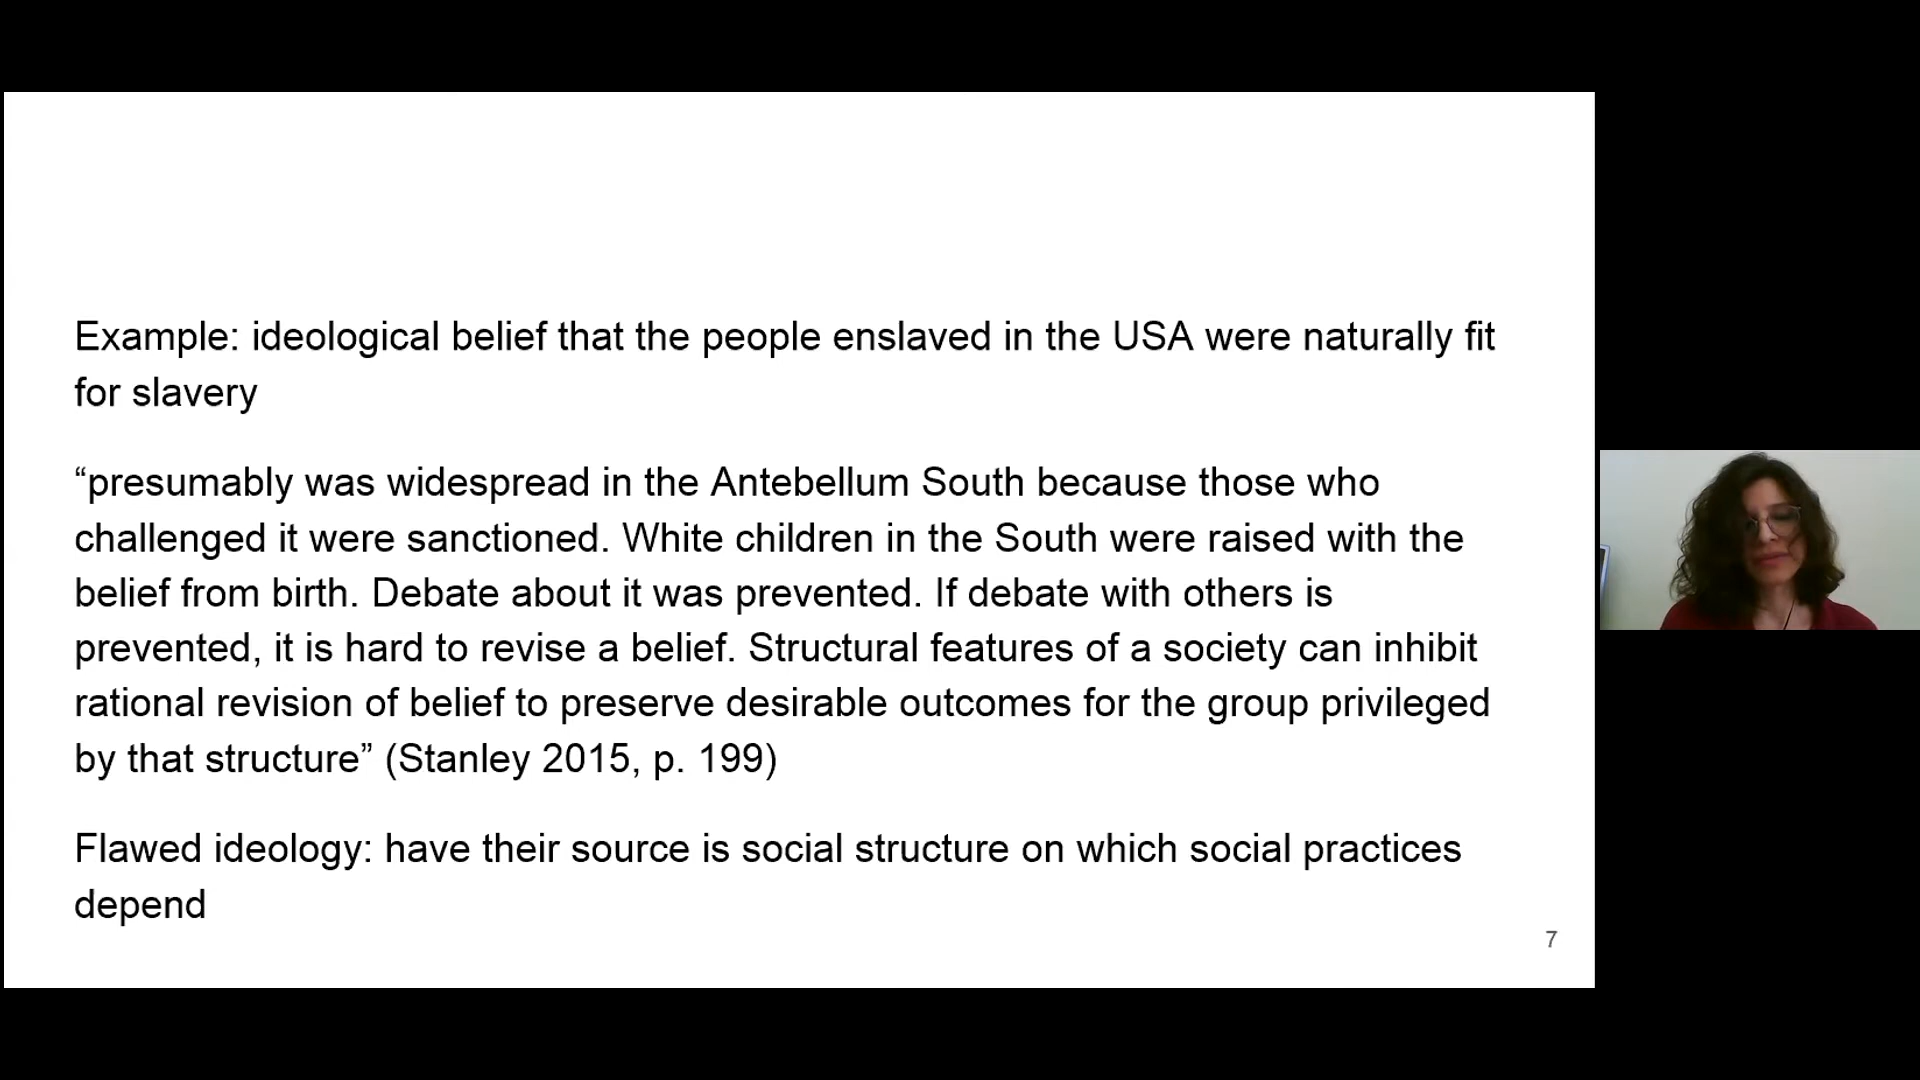 Example: ideological belief that the people enslaved in the USA were naturally fit
for slavery
“presumably was widespread in the Antebellum South because those who
challenged it were sanctioned. White children in the South were raised with the
belief from birth. Debate about it was prevented. If debate with others is
prevented, it is hard to revise a belief. Structural features of a society can inhibit
rational revision of belief to preserve desirable outcomes for the group privileged
by that structure” (Stanley 2015, p. 199)
Flawed ideology: have their source is social structure on which social practices
depend
7